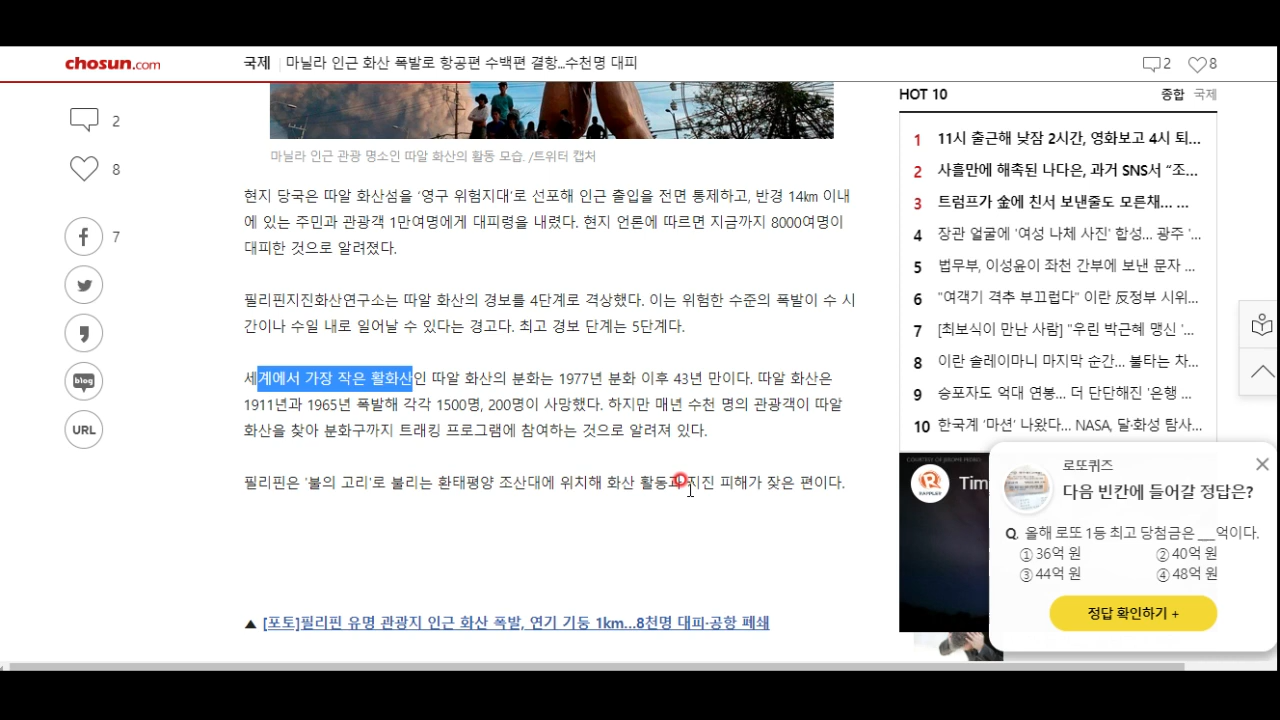 chosun.com
국제 | 마닐라 인근 화산 폭발로 항공편 수백편 결항...수천명 대피
2
8
2
8
7
blog
URL
마닐라 인근 관광 명소인 따알 화산의 활동 모습. /트위터 캡처
현지 당국은 따알 화산섬을 ‘영구 위험지대’로 선포해 인근 출입을 전면 통제하고, 반경 14㎞ 이내
에 있는 주민과 관광객 1만여명에게 대피령을 내렸다. 현지 언론에 따르면 지금까지 8000여명이
대피한 것으로 알려졌다.
필리핀지진화산연구소는 따알 화산의 경보를 4단계로 격상했다. 이는 위험한 수준의 폭발이 수 시
간이나 수일 내로 일어날 수 있다는 경고다. 최고 경보 단계는 5단계다.
세계에서 가장 작은 활화산인 따알 화산의 분화는 1977년 분화 이후 43년 만이다. 따알 화산은
1911년과 1965년 폭발해 각각 1500명, 200명이 사망했다. 하지만 매년 수천 명의 관광객이 따알
화산을 찾아 분화구까지 트래킹 프로그램에 참여하는 것으로 알려져 있다.
필리핀은 '불의 고리'로 불리는 환태평양 조산대에 위치해 화산 활동과 지진 피해가 잦은 편이다.
▲ [포토]필리핀 유명 관광지 인근 화산 폭발, 연기 기둥 1km...8천명 대피·공항 폐쇄
HOT 10
종합 국제
1 11시 출근해 낮잠 2시간, 영화보고 4시 퇴...
2 사흘만에 해촉된 나다은, 과거 SNS서 “조...
3 트럼프가 金에 친서 보낸줄도 모른채... ...
4 장관 얼굴에 '여성 나체 사진' 합성... 광주 '...
5 법무부, 이성윤이 좌천 간부에 보낸 문자 ...
6 "여객기 격추 부끄럽다" 이란 反정부 시위...
7 [최보식이 만난 사람] "우린 박근혜 맹신 '...
8 이란 솔레이마니 마지막 순간... 불타는 차...
9 승포자도 억대 연봉... 더 단단해진 '은행 ...
10 한국계 '마션' 나왔다... NASA, 달·화성 탐사...
RAPPLER
Tim
로또퀴즈
다음 빈칸에 들어갈 정답은?
Q. 올해 로또 1등 최고 당첨금은 ___억이다.
① 36억 원 ② 40억 원
③ 44억 원 ④ 48억 원
정답 확인하기 +